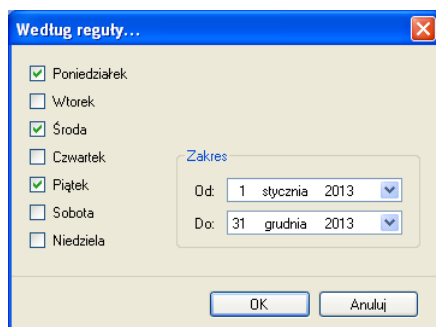 Według reguły...
Poniedziałek
Wtorek
Środa
Czwartek
Piątek
Sobota
Niedziela
Zakres
Od: 1 stycznia 2013
Do: 31 grudnia 2013
OK Anuluj